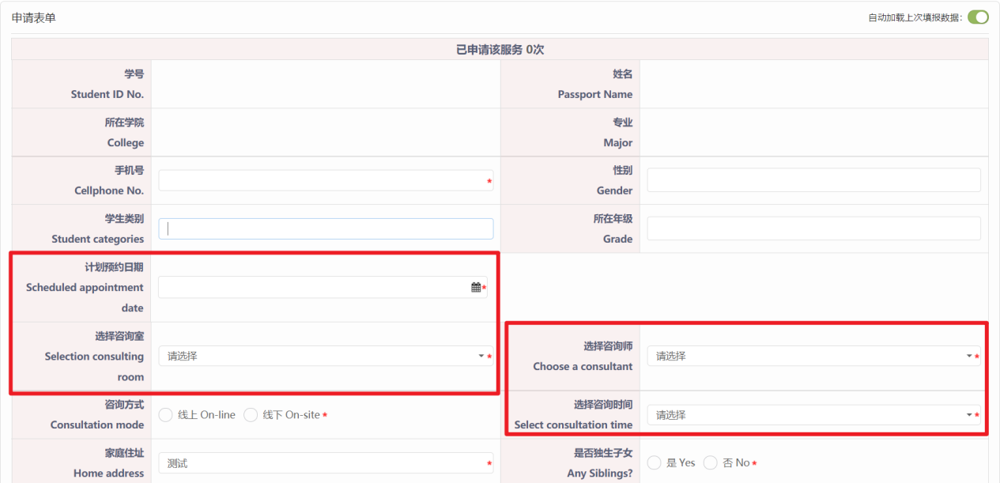 申请表单
自动加载上次填报数据:
已申请该服务 0次
学号
Student ID No.
姓名
Passport Name
所在学院
College
专业
Major
手机号
Cellphone No.
*
性别
Gender
学生类别
Student categories
所在年级
Grade
计划预约日期
Scheduled appointment
date
*
选择咨询室
Selection consulting
room
请选择
*
选择咨询师
Choose a consultant
请选择
*
咨询方式
Consultation mode
线上 On-line 线下 On-site *
选择咨询时间
Select consultation time
请选择
*
家庭住址
Home address
测试
*
是否独生子女
Any Siblings?
是 Yes 否 No *